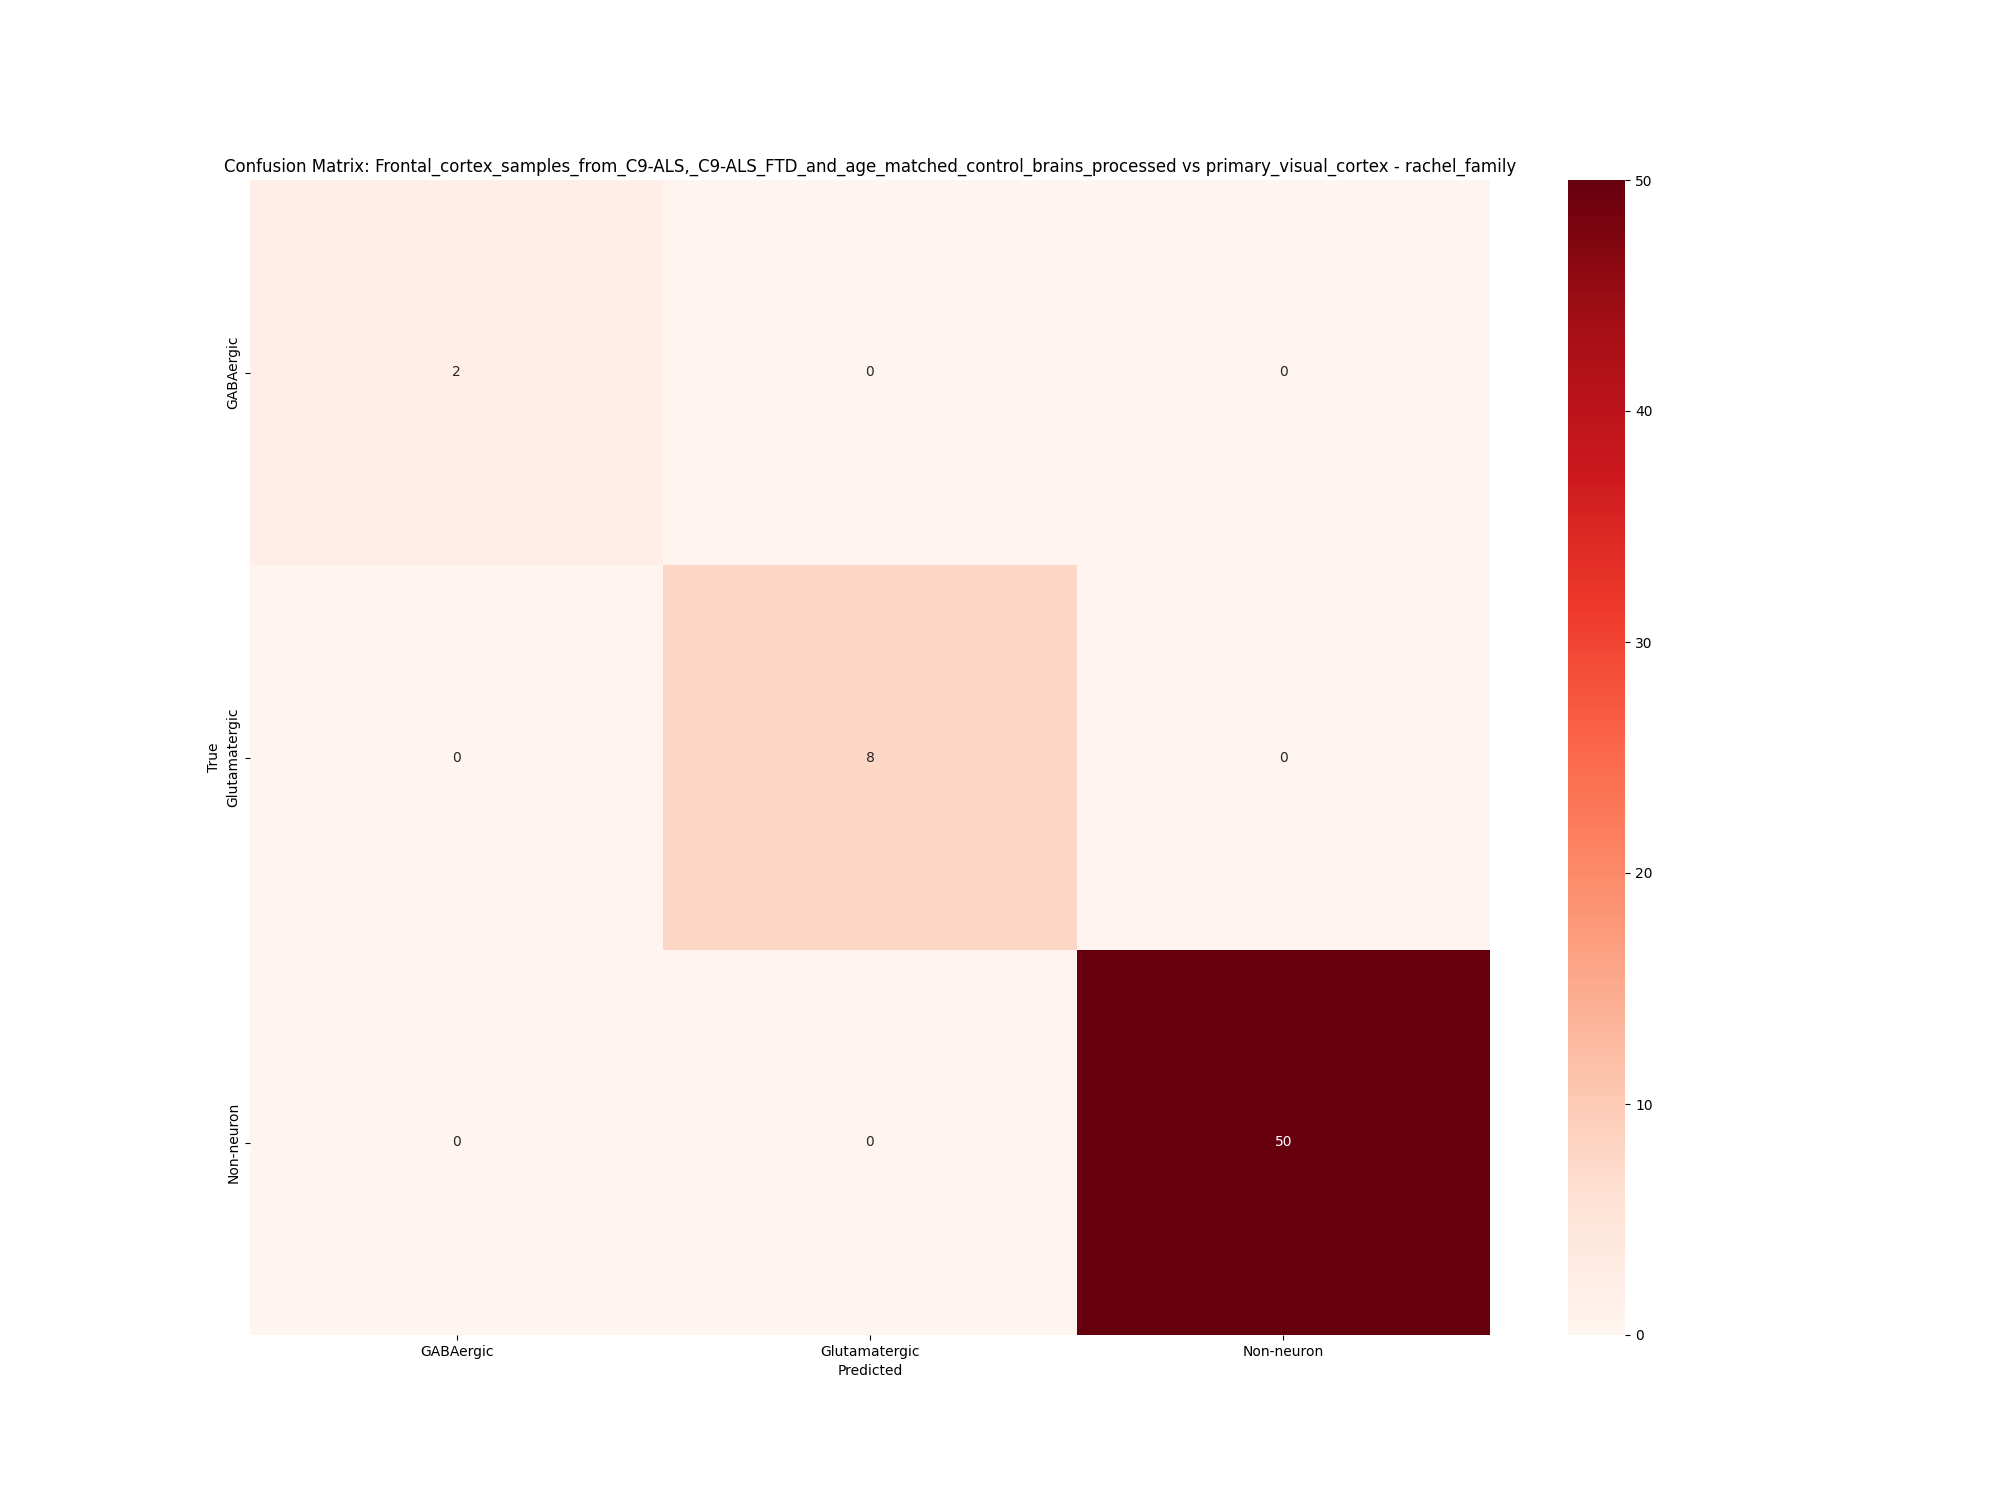 Confusion Matrix: Frontal_cortex_samples_from_C9-ALS,_C9-ALS_FTD_and_age_matched_control_brains_processed vs primary_visual_cortex - rachel_family
GABAergic
2 0 0
True
Glutamatergic
0 8 0
Non-neuron
0 0 50
GABAergic Glutamatergic Non-neuron
Predicted
50
40
30
20
10
0